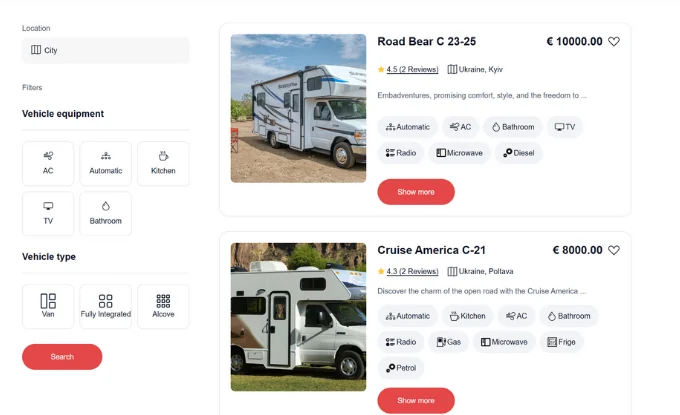 Location
City
Filters
Vehicle equipment
AC
Automatic
Kitchen
TV
Bathroom
Vehicle type
Van
Fully Integrated
Alcove
Search
Road Bear C 23-25
€ 10000.00
4.5 (2 Reviews)
Ukraine, Kyiv
Embadventures, promising comfort, style, and the freedom to ...
Automatic
AC
Bathroom
TV
Radio
Microwave
Diesel
Show more
Cruise America C-21
€ 8000.00
4.3 (2 Reviews)
Ukraine, Poltava
Discover the charm of the open road with the Cruise America ...
Automatic
Kitchen
AC
Bathroom
Radio
Gas
Microwave
Frige
Petrol
Show more